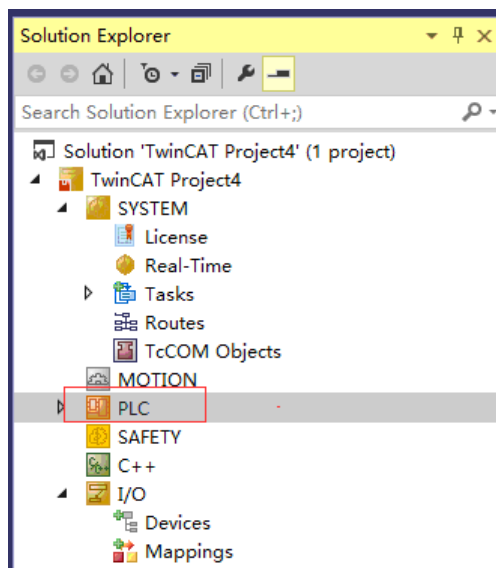 Solution Explorer
Search Solution Explorer (Ctrl+;)
Solution 'TwinCAT Project4' (1 project)
TwinCAT Project4
SYSTEM
License
Real-Time
Tasks
Routes
TcCOM Objects
MOTION
PLC
SAFETY
C++
I/O
Devices
Mappings